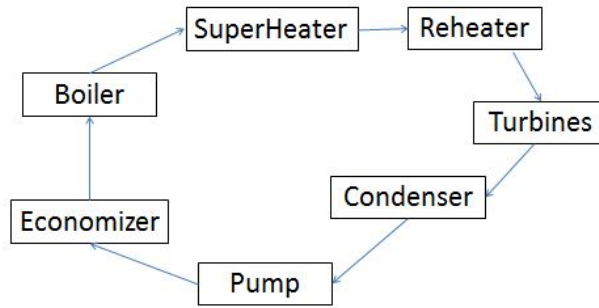 SuperHeater
Reheater
Boiler
Turbines
Condenser
Economizer
Pump